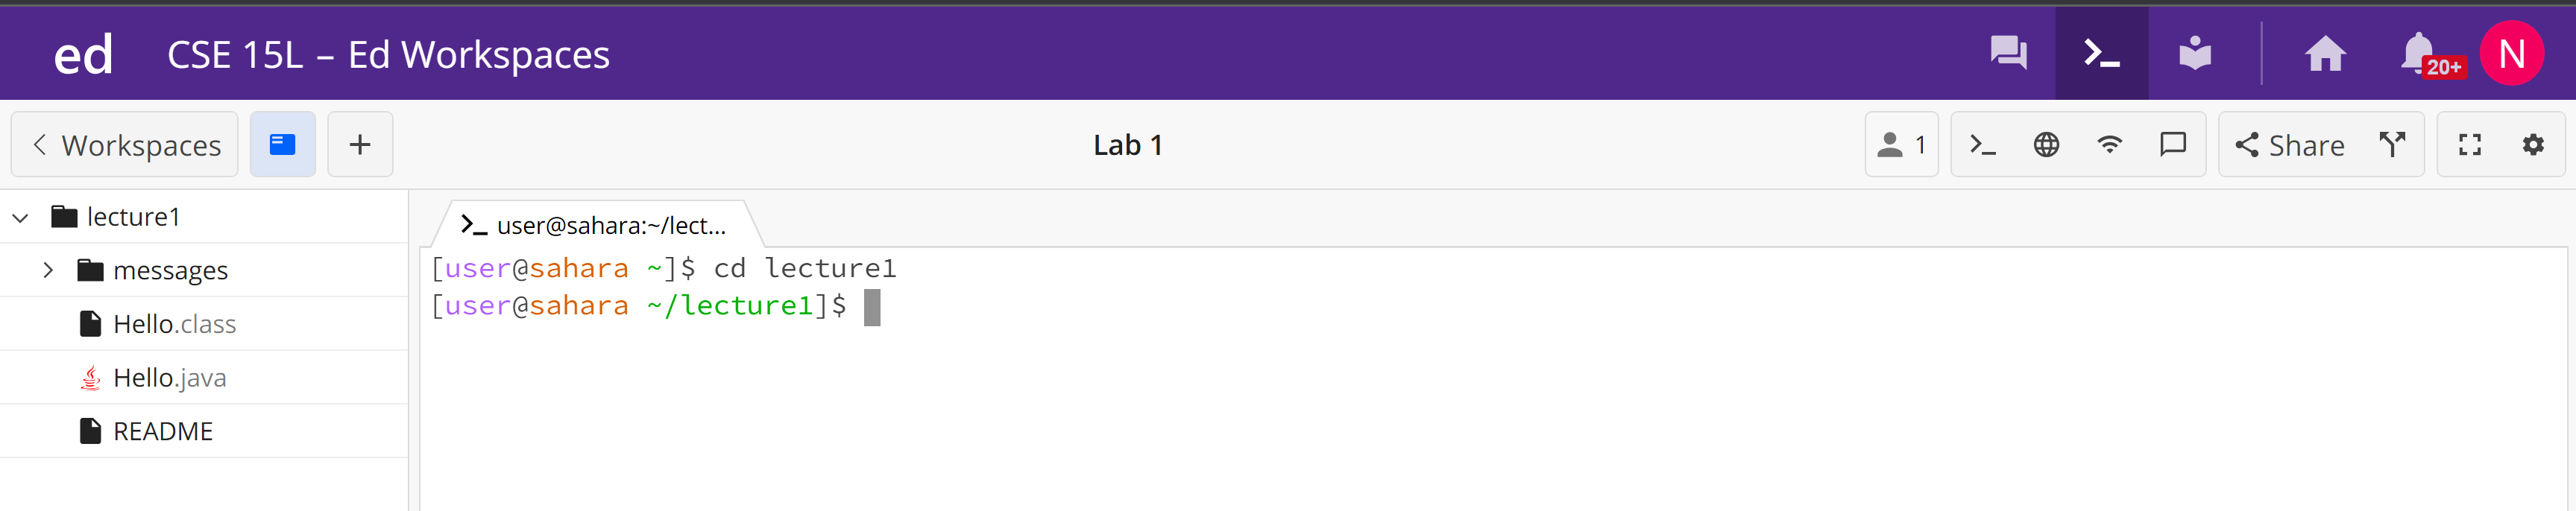 ed CSE 15L – Ed Workspaces 20+ N
Workspaces + Lab 1 1 Share
lecture1
messages
Hello.class
Hello.java
README
user@sahara:~/lect...
[user@sahara ~]$ cd lecture1
[user@sahara ~/lecture1]$